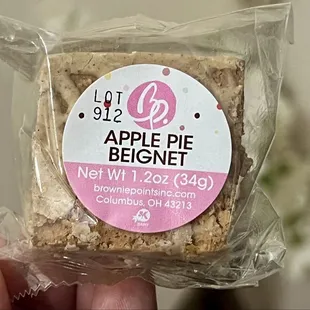 LOT
912
BP.
APPLE PIE
BEIGNET
Net Wt 1.2oz (34g)
browniepointsinc.com
Columbus, OH 43213